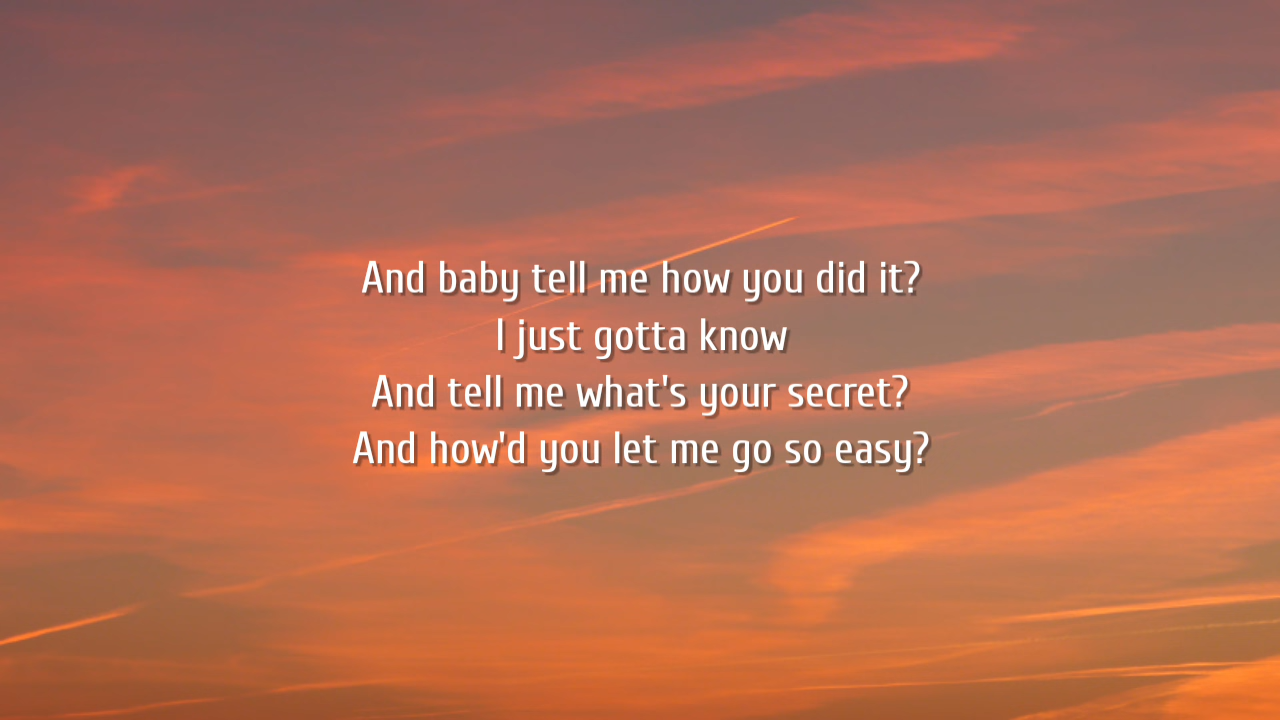 And baby tell me how you did it?
I just gotta know
And tell me what's your secret?
And how'd you let me go so easy?